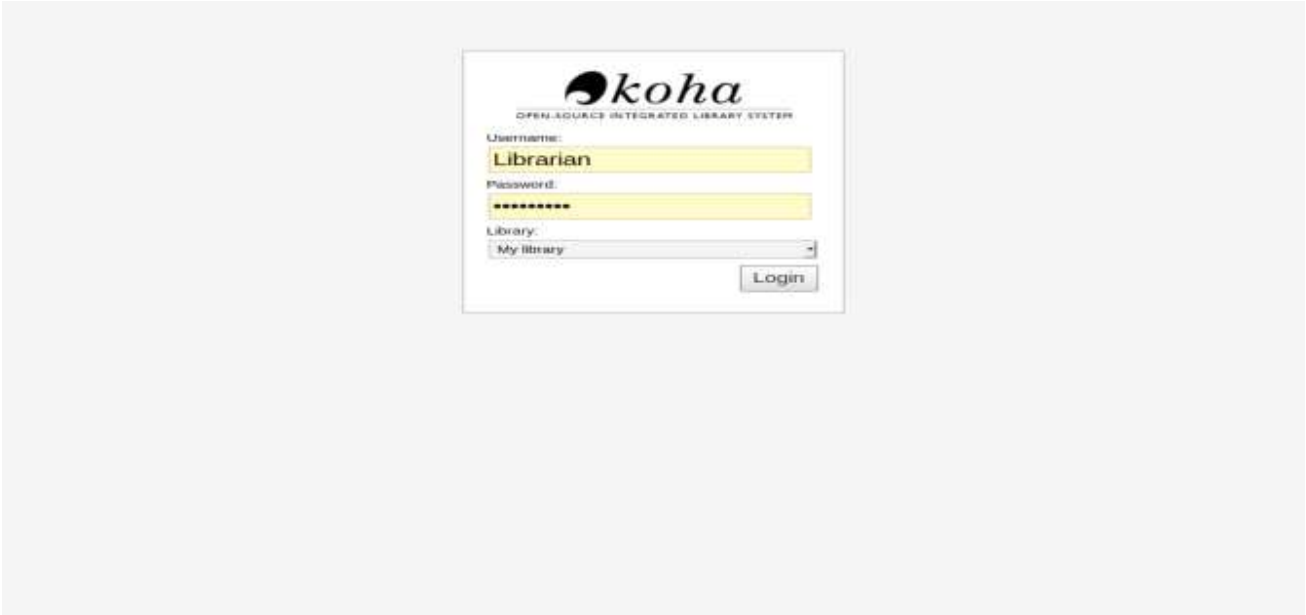 koha
OPEN-SOURCE INTEGRATED LIBRARY SYSTEM
Username:
Librarian
Password:
•••••••••
Library:
My library
Login